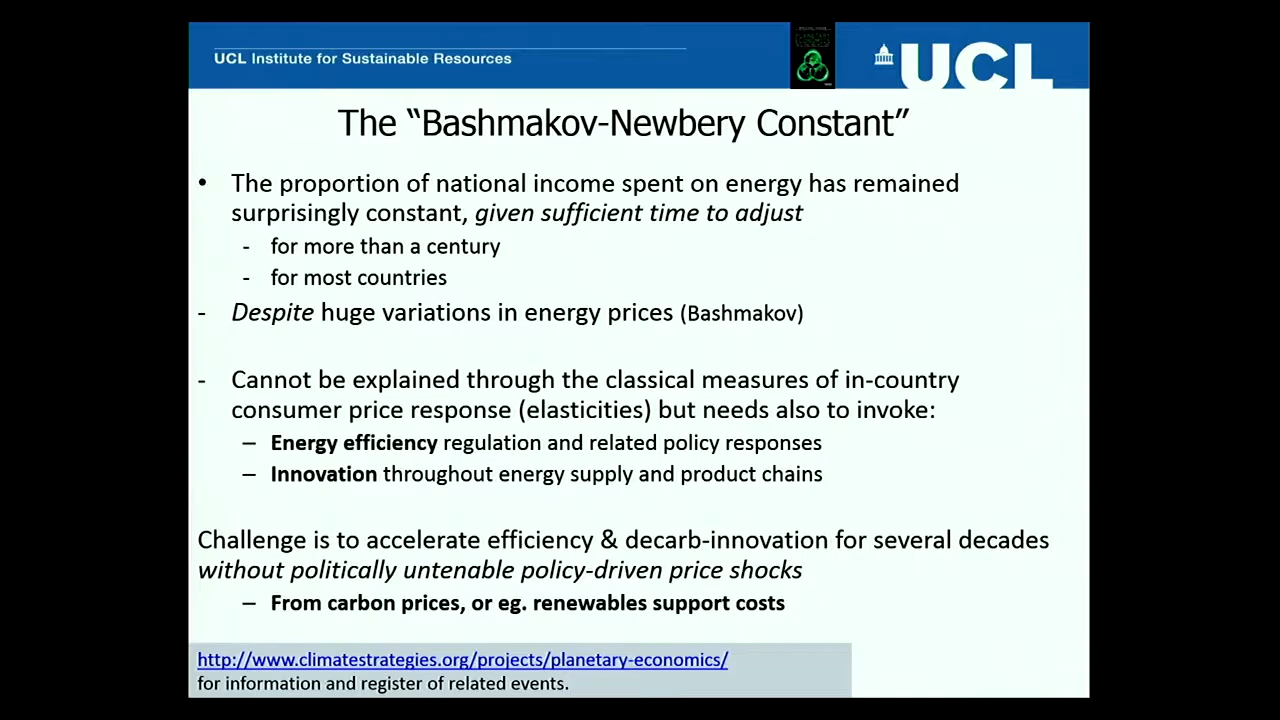 UCL Institute for Sustainable Resources
UCL
The “Bashmakov-Newbery Constant”
• The proportion of national income spent on energy has remained
surprisingly constant, given sufficient time to adjust
- for more than a century
- for most countries
- Despite huge variations in energy prices (Bashmakov)
- Cannot be explained through the classical measures of in-country
consumer price response (elasticities) but needs also to invoke:
– Energy efficiency regulation and related policy responses
– Innovation throughout energy supply and product chains
Challenge is to accelerate efficiency & decarb-innovation for several decades
without politically untenable policy-driven price shocks
– From carbon prices, or eg. renewables support costs
http://www.climatestrategies.org/projects/planetary-economics/
for information and register of related events.